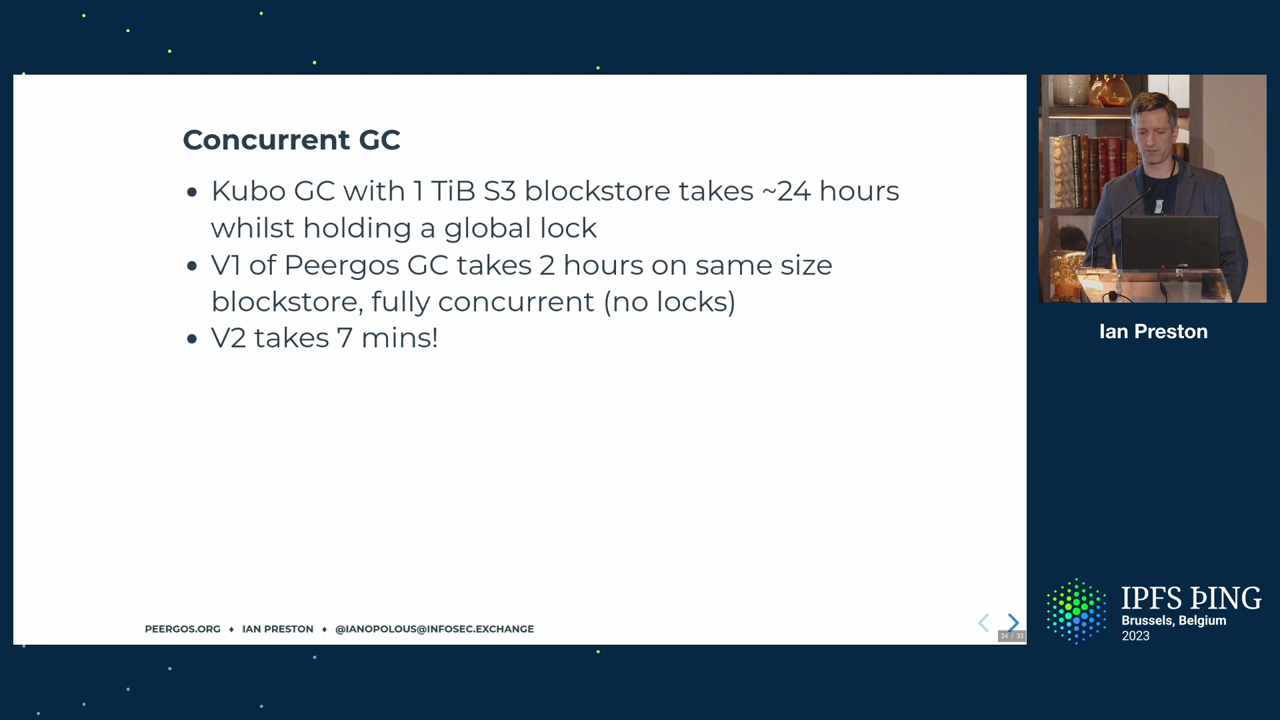 Concurrent GC
• Kubo GC with 1 TiB S3 blockstore takes ~24 hours
whilst holding a global lock
• V1 of Peergos GC takes 2 hours on same size
blockstore, fully concurrent (no locks)
• V2 takes 7 mins!
PEERGOS.ORG ♦ IAN PRESTON ♦ @IANOPOLOUS@INFOSEC.EXCHANGE
24 / 33
Ian Preston
IPFS ÞING
Brussels, Belgium
2023